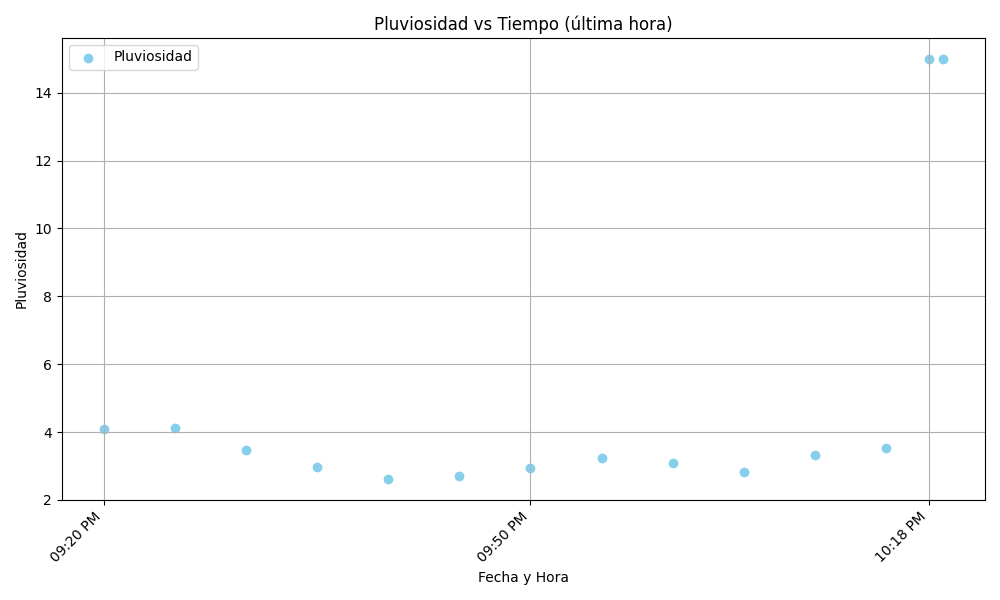 Pluviosidad vs Tiempo (última hora)
Pluviosidad
14
12
10
8
6
4
2
Pluviosidad
09:20 PM
09:50 PM
10:18 PM
Fecha y Hora